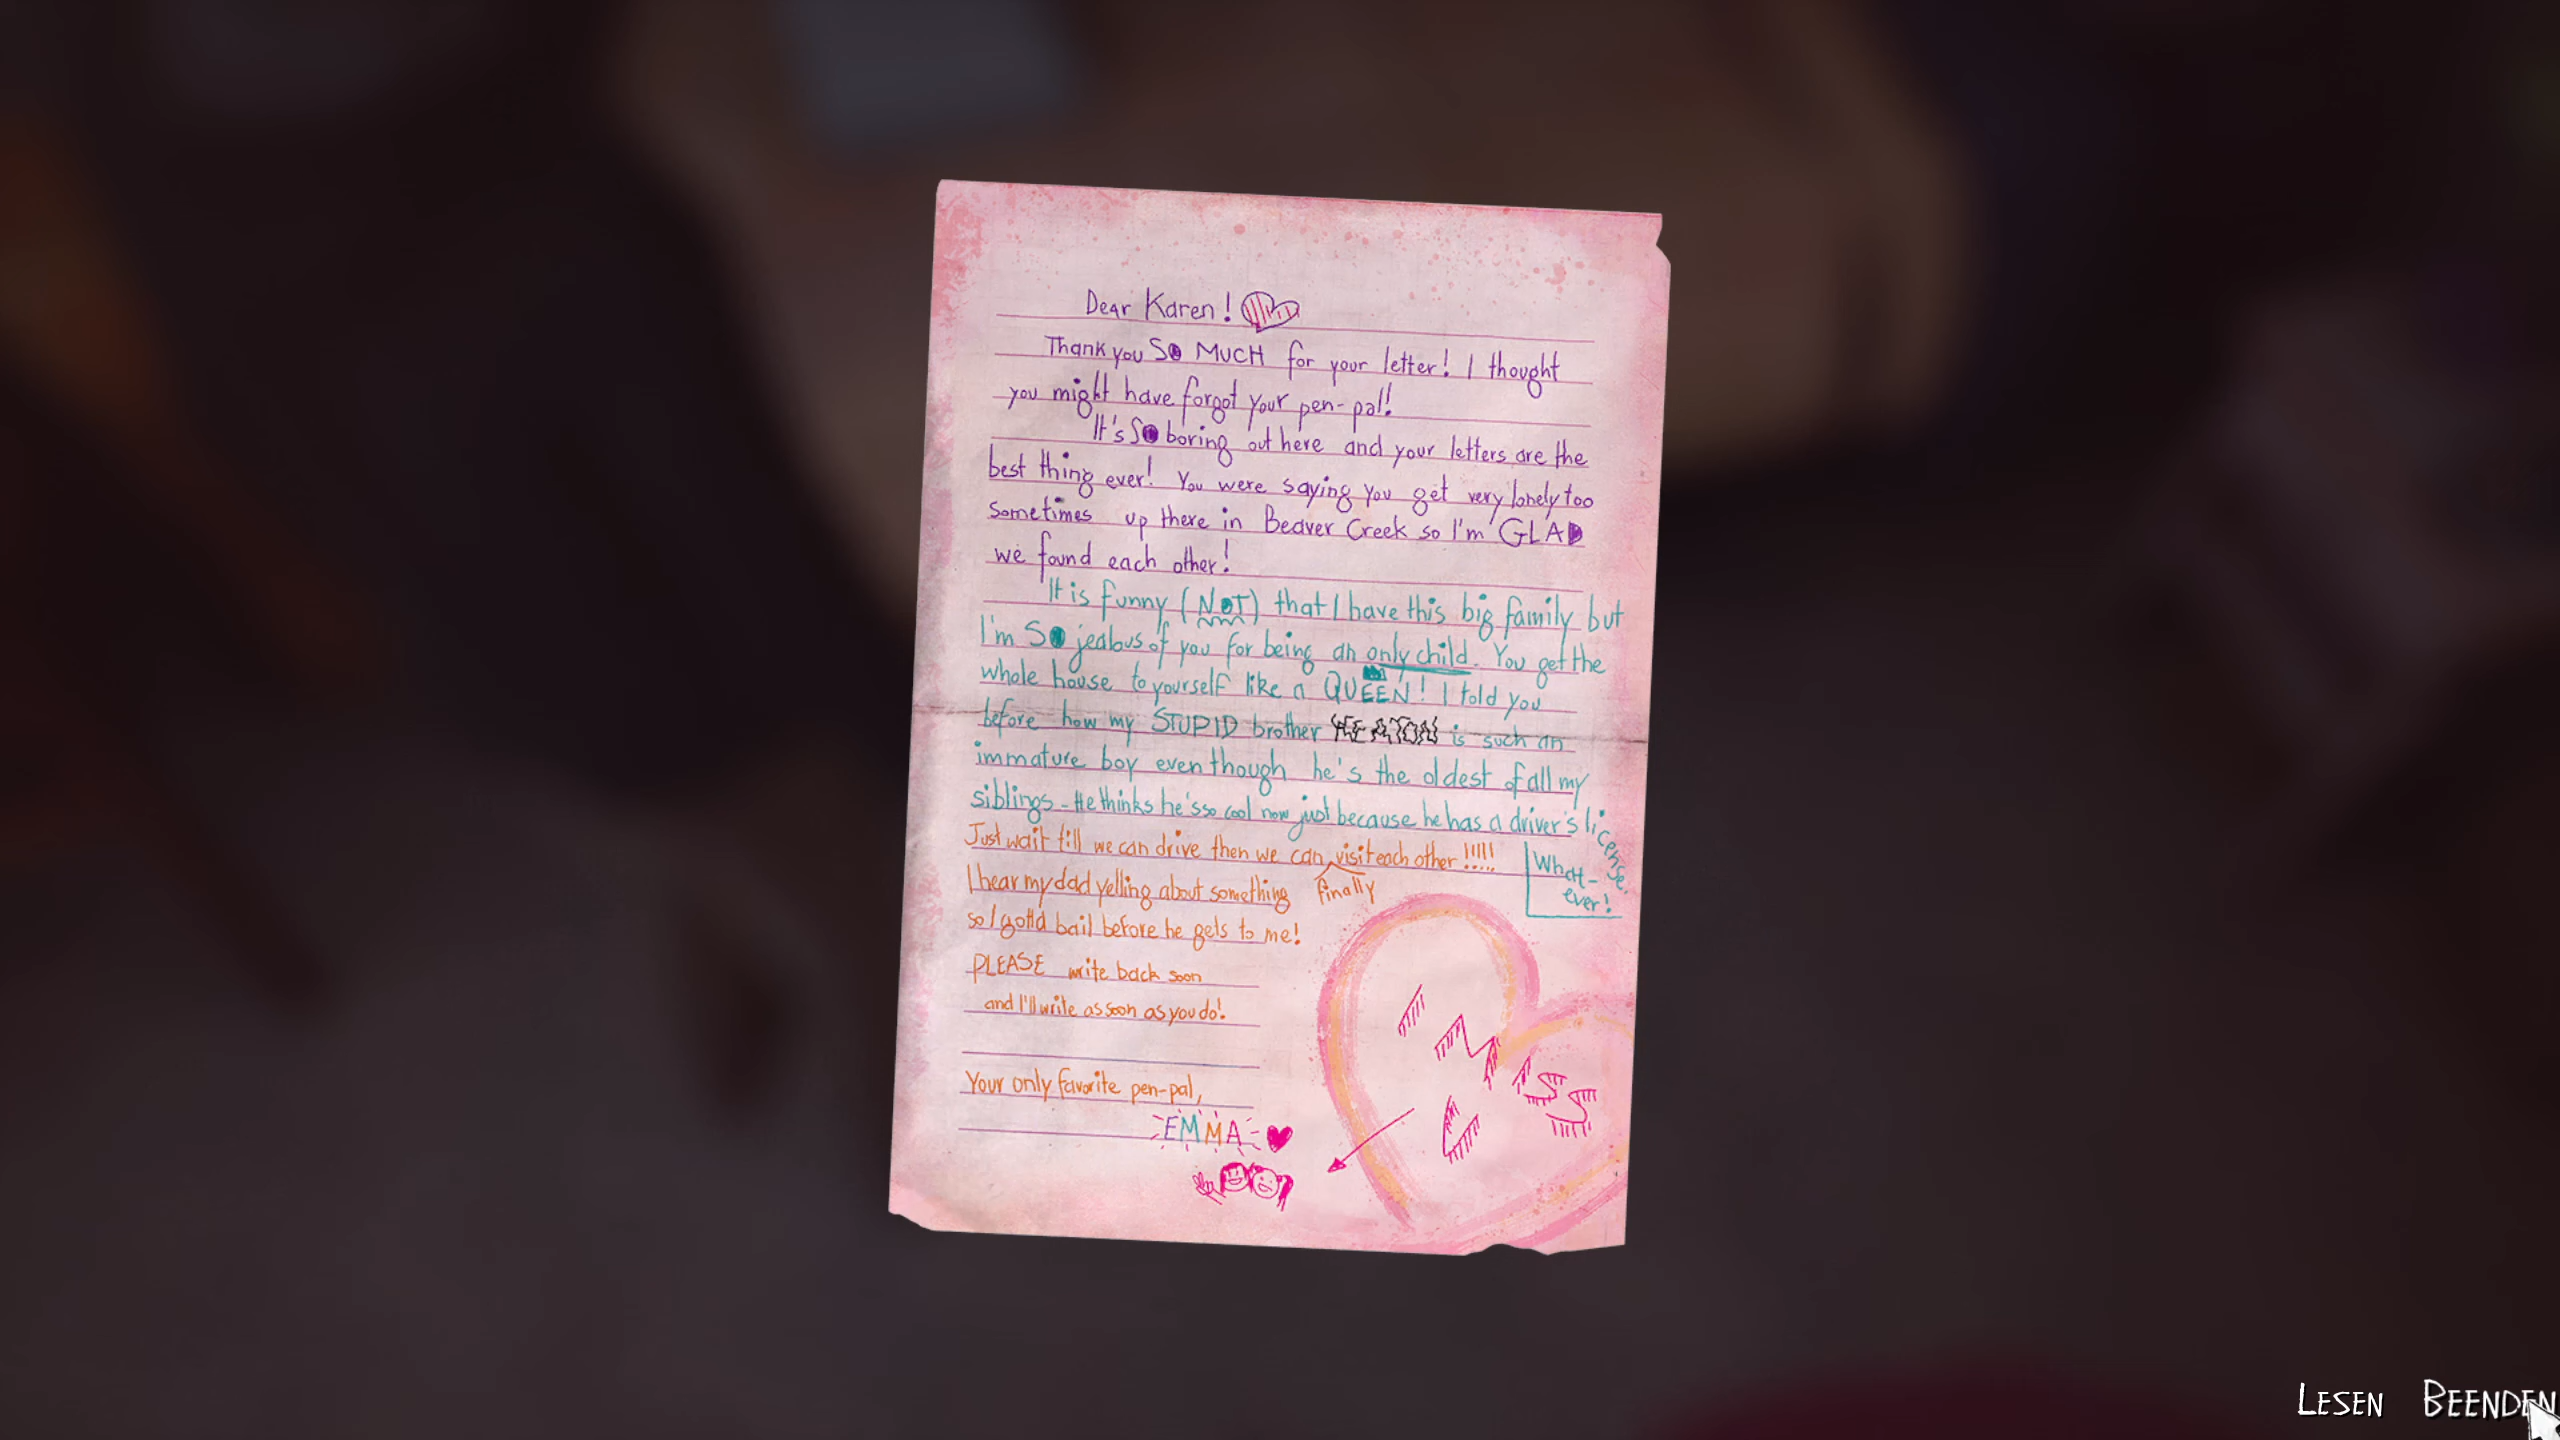 Dear Karen!
Thank you SO MUCH for your letter! I thought
you might have forgot your pen-pal!
It's SO boring out here and your letters are the
best thing ever! You were saying you get very lonely too
sometimes up there in Beaver Creek so I'm GLAD
we found each other!
It is funny (NOT) that I have this big family but
I'm SO jealous of you for being an only child. You get the
whole house to yourself like a QUEEN! I told you
before how my STUPID brother HEATON is such an
immature boy even though he's the oldest of all my
siblings - He thinks he's so cool now just because he has a driver's license.
What-
ever!
Just wait till we can drive then we can finally visit each other !!!!!
I hear my dad yelling about something
so I gotta bail before he gets to me!
PLEASE write back soon
and I'll write as soon as you do!
Your only favorite pen-pal,
EMMA
I MISS U
LESEN BEENDEN